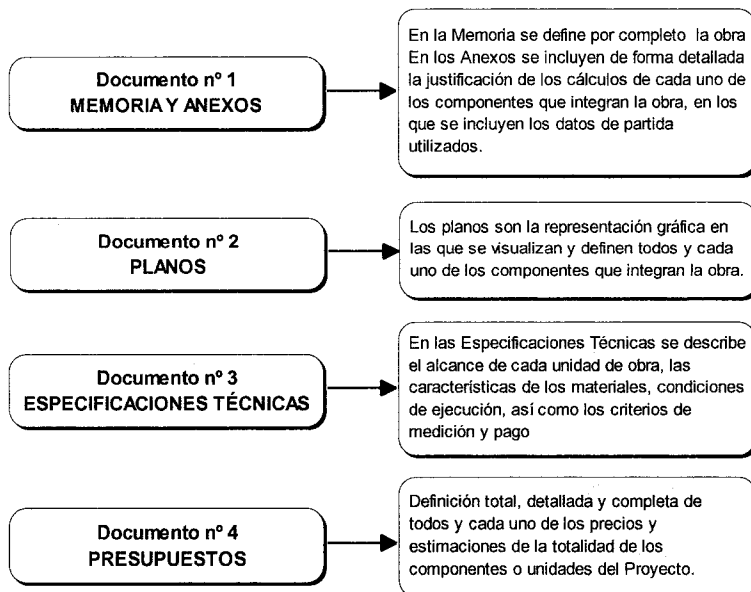 Documento nº 1
MEMORIA Y ANEXOS
En la Memoria se define por completo la obra
En los Anexos se incluyen de forma detallada
la justificación de los cálculos de cada uno de
los componentes que integran la obra, en los
que se incluyen los datos de partida
utilizados.
Documento nº 2
PLANOS
Los planos son la representación gráfica en
las que se visualizan y definen todos y cada
uno de los componentes que integran la obra.
Documento nº 3
ESPECIFICACIONES TÉCNICAS
En las Especificaciones Técnicas se describe
el alcance de cada unidad de obra, las
características de los materiales, condiciones
de ejecución, así como los criterios de
medición y pago
Documento nº 4
PRESUPUESTOS
Definición total, detallada y completa de
todos y cada uno de los precios y
estimaciones de la totalidad de los
componentes o unidades del Proyecto.